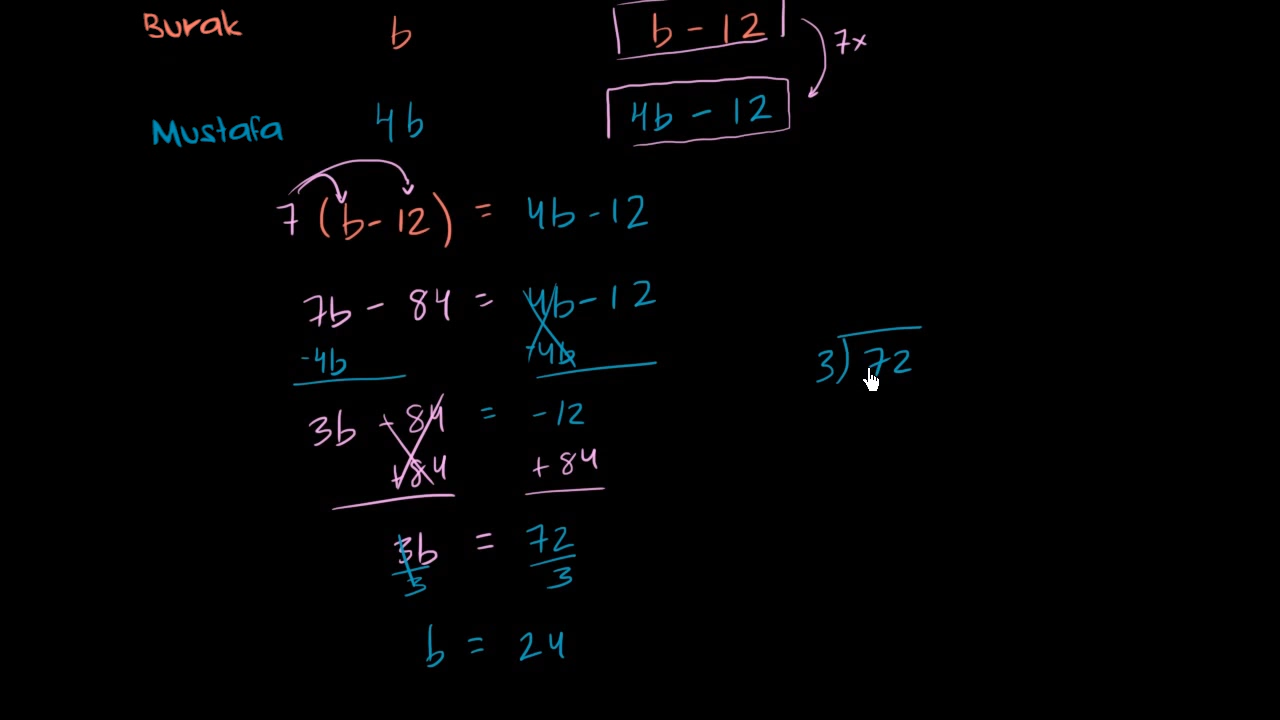 Burak b b - 12
7x
Mustafa 4b 4b - 12
7 (b - 12) = 4b - 12
7b - 84 = 4b - 12
-4b -4b
3 ) 72
3b - 84 = -12
+84 + 84
3b = 72
3 3
b = 24